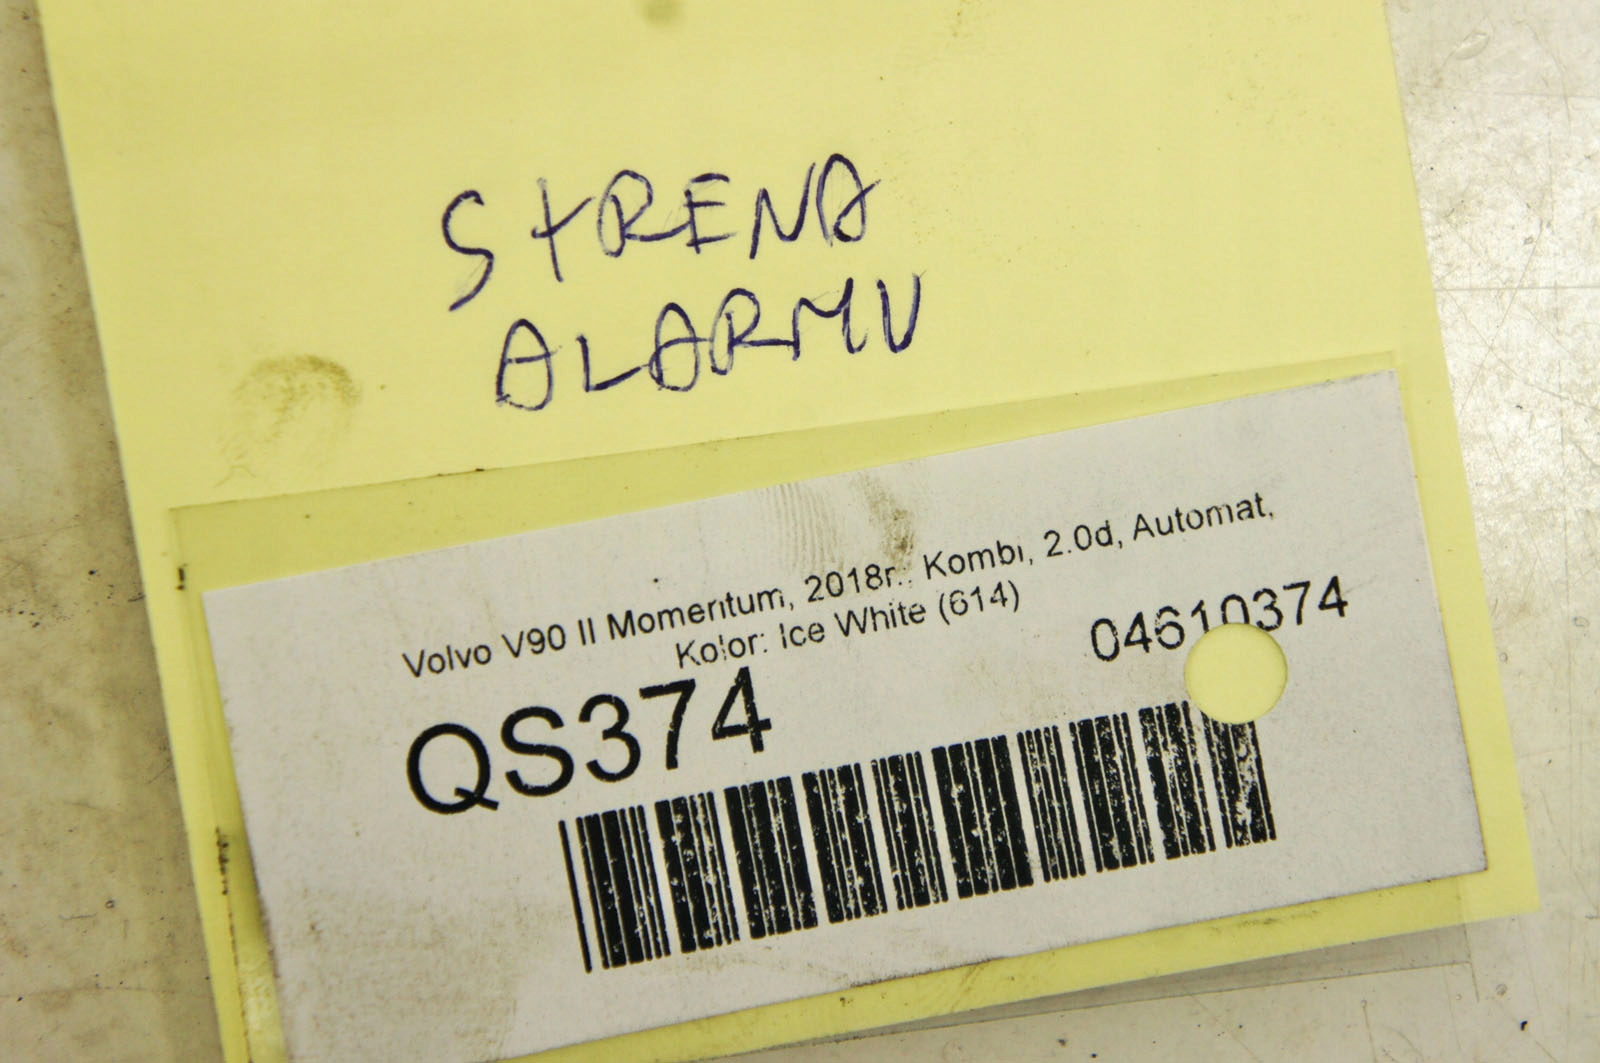 SYRENA
ALARMU
Volvo V90 II Momentum, 2018r., Kombi, 2.0d, Automat,
Kolor: Ice White (614)
04610374
QS374